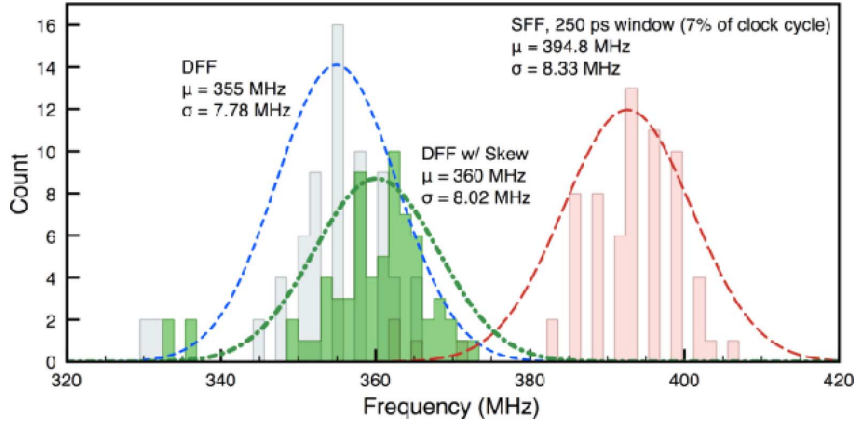 SFF, 250 ps window (7% of clock cycle)
μ = 394.8 MHz
σ = 8.33 MHz
DFF
μ = 355 MHz
σ = 7.78 MHz
DFF w/ Skew
μ = 360 MHz
σ = 8.02 MHz
Count
16
14
12
10
8
6
4
2
0
320
340
360
380
400
420
Frequency (MHz)